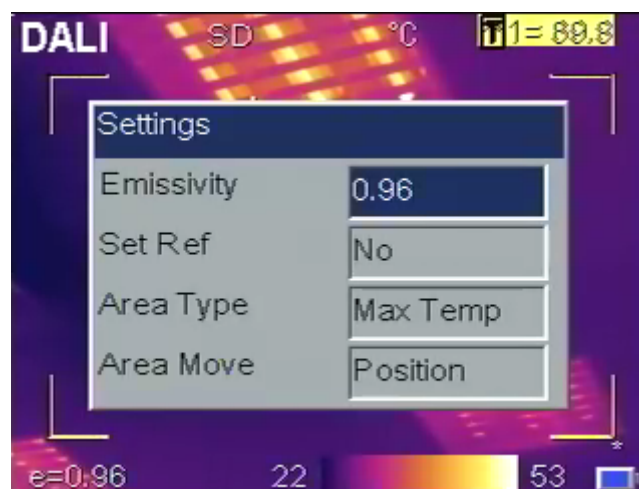 DALI SD °C T1= 89.8
Settings
Emissivity 0.96
Set Ref No
Area Type Max Temp
Area Move Position
e=0.96 22 53